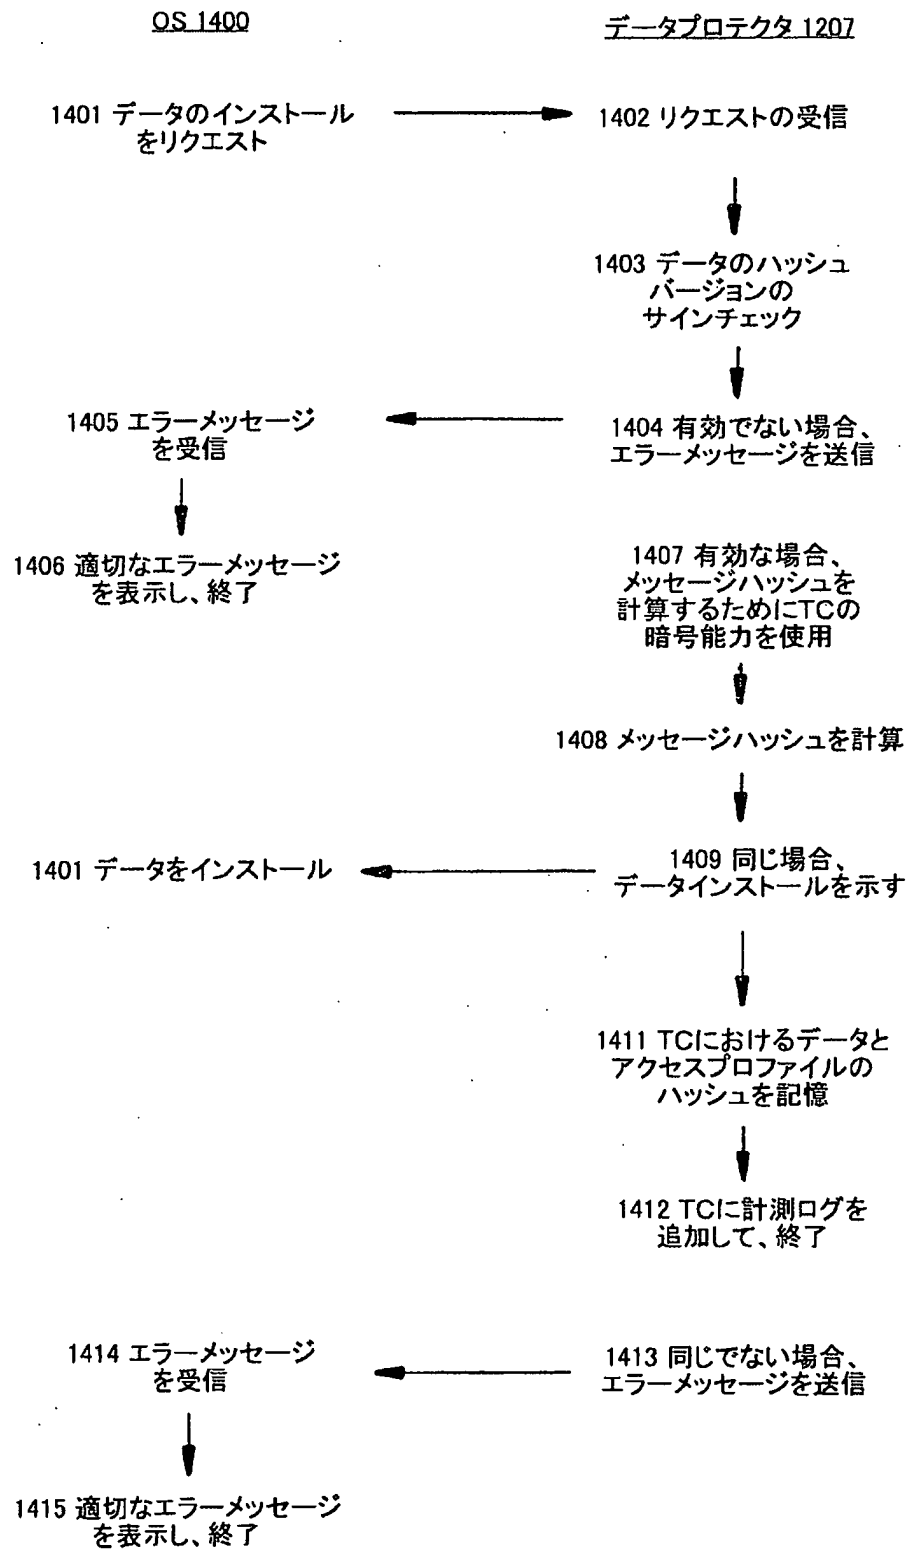 OS 1400
データプロテクタ 1207
1401 データのインストール
をリクエスト
1402 リクエストの受信
1403 データのハッシュ
バージョンの
サインチェック
1404 有効でない場合、
エラーメッセージを送信
1405 エラーメッセージ
を受信
1406 適切なエラーメッセージ
を表示し、終了
1407 有効な場合、
メッセージハッシュを
計算するためにTCの
暗号能力を使用
1408 メッセージハッシュを計算
1409 同じ場合、
データインストールを示す
1401 データをインストール
1411 TCにおけるデータと
アクセスプロファイルの
ハッシュを記憶
1412 TCに計測ログを
追加して、終了
1413 同じでない場合、
エラーメッセージを送信
1414 エラーメッセージ
を受信
1415 適切なエラーメッセージ
を表示し、終了